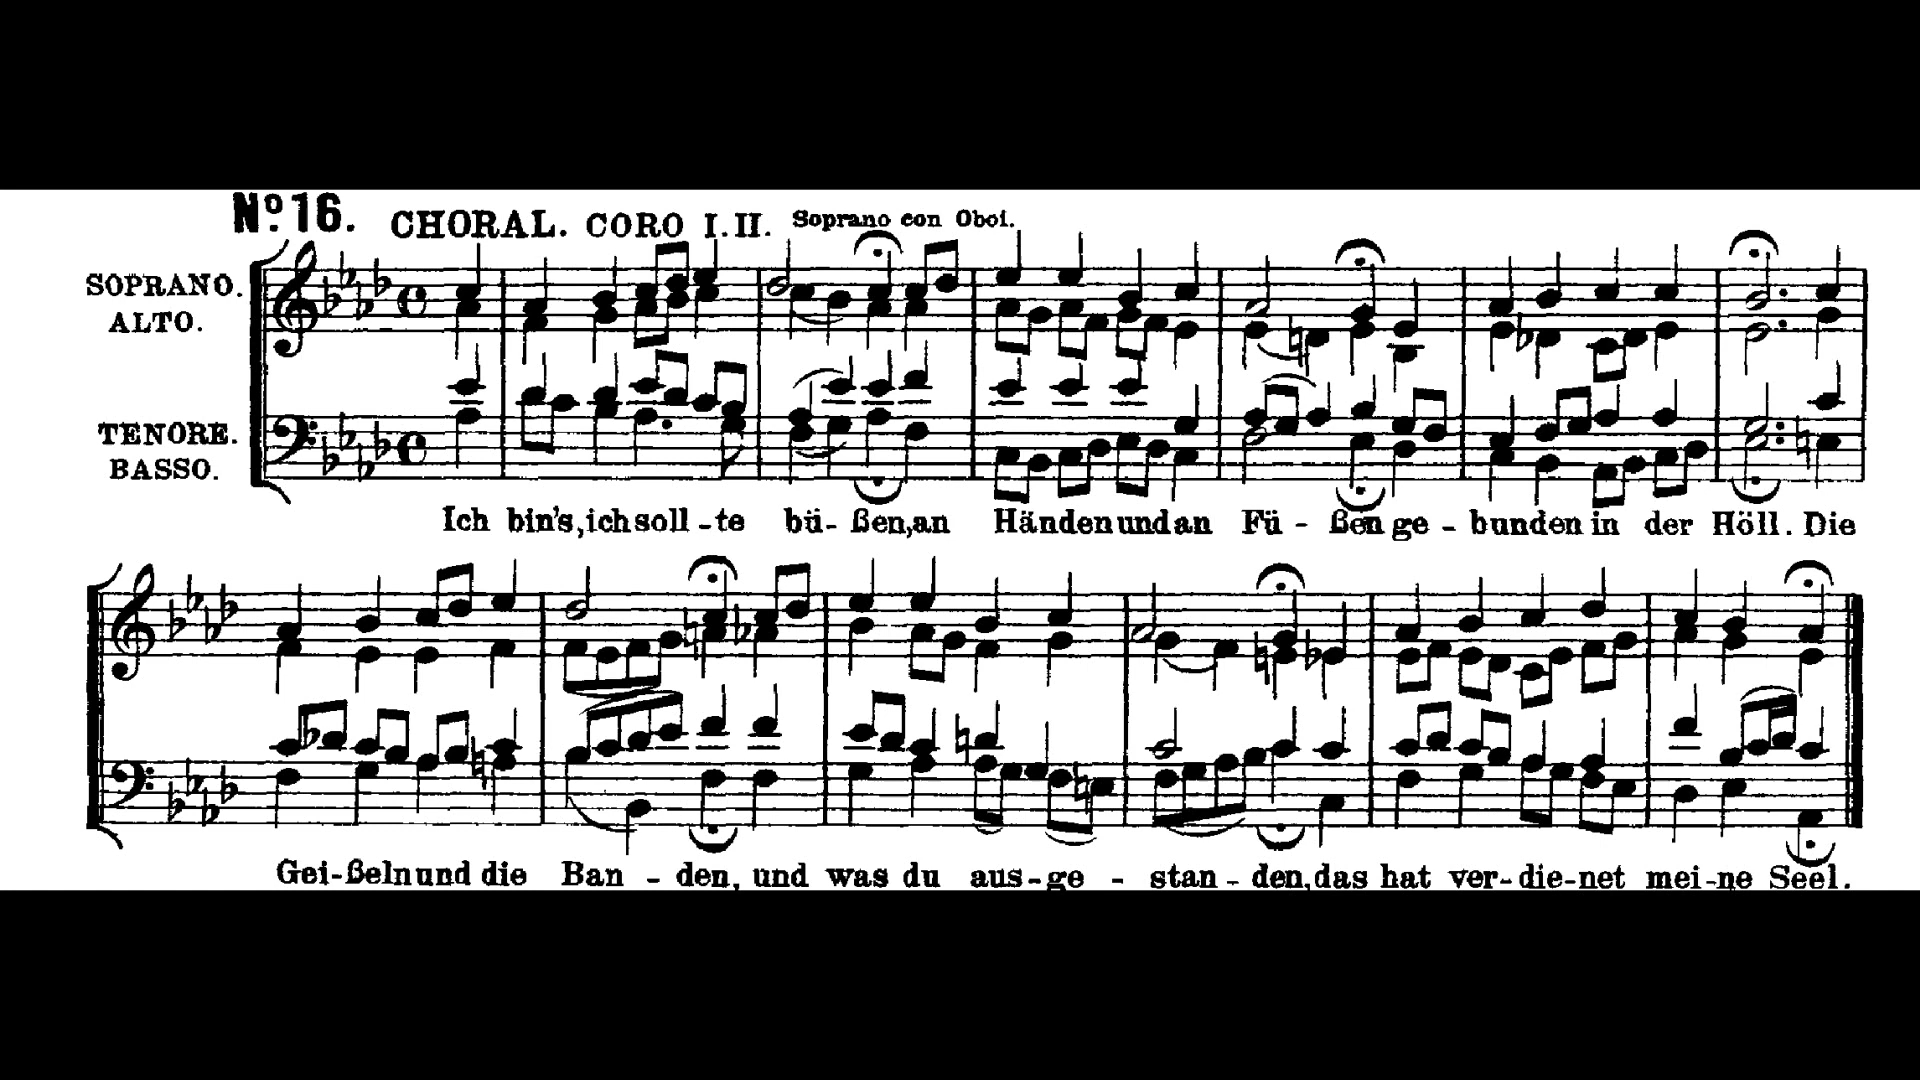 Nº 16. CHORAL. CORO I. II. Soprano con Oboi.
SOPRANO.
ALTO.
TENORE.
BASSO.
Ich bin's, ich soll - te bü - ßen, an Händen und an Fü - ßen ge - bunden in der Höll. Die
Gei - ßeln und die Ban - den, und was du aus - ge - stan - den, das hat ver - die - net mei - ne Seel.